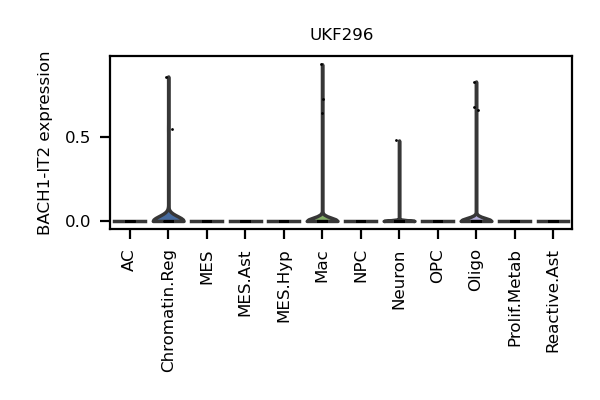 UKF296
BACH1-IT2 expression
0.5
0.0
AC
Chromatin.Reg
MES
MES.Ast
MES.Hyp
Mac
NPC
Neuron
OPC
Oligo
Prolif.Metab
Reactive.Ast